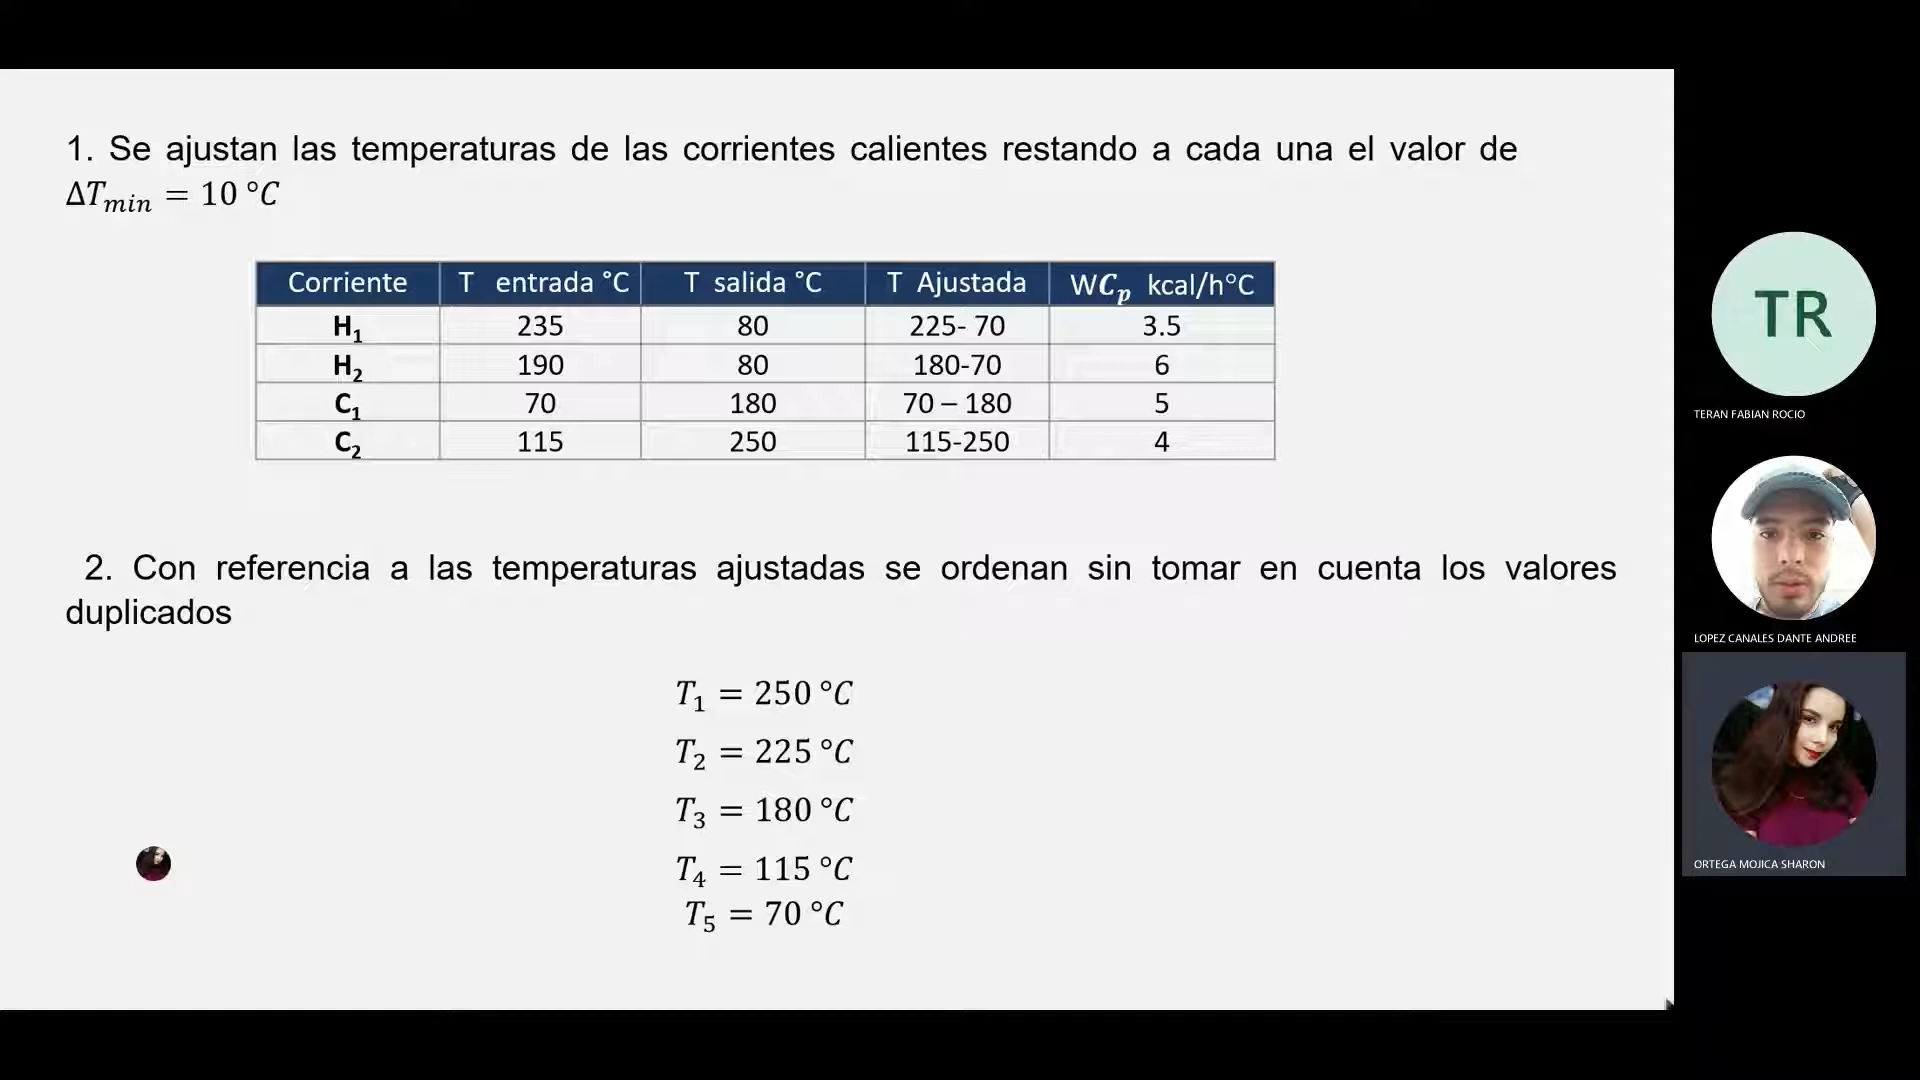 1. Se ajustan las temperaturas de las corrientes calientes restando a cada una el valor de
ΔTmin = 10 °C
Corriente T entrada °C T salida °C T Ajustada WCp kcal/h°C
H1 235 80 225- 70 3.5
H2 190 80 180-70 6
C1 70 180 70 – 180 5
C2 115 250 115-250 4
2. Con referencia a las temperaturas ajustadas se ordenan sin tomar en cuenta los valores
duplicados
T1 = 250 °C
T2 = 225 °C
T3 = 180 °C
T4 = 115 °C
T5 = 70 °C
TR
TERAN FABIAN ROCIO
LOPEZ CANALES DANTE ANDREE
ORTEGA MOJICA SHARON